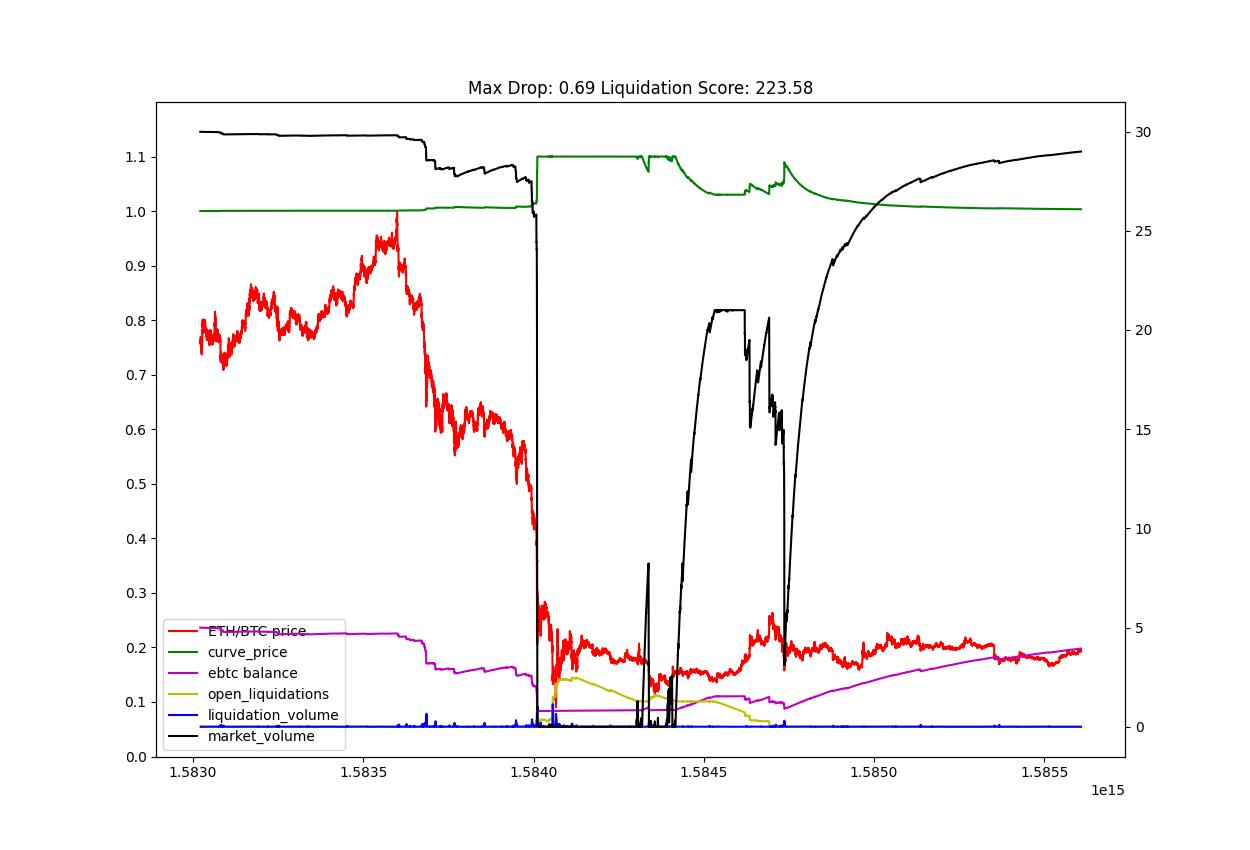 Max Drop: 0.69 Liquidation Score: 223.58
1.1
1.0
0.9
0.8
0.7
0.6
0.5
0.4
0.3
0.2
0.1
0.0
30
25
20
15
10
5
0
ETH/BTC price
curve_price
ebtc balance
open_liquidations
liquidation_volume
market_volume
1.5830 1.5835 1.5840 1.5845 1.5850 1.5855
1e15